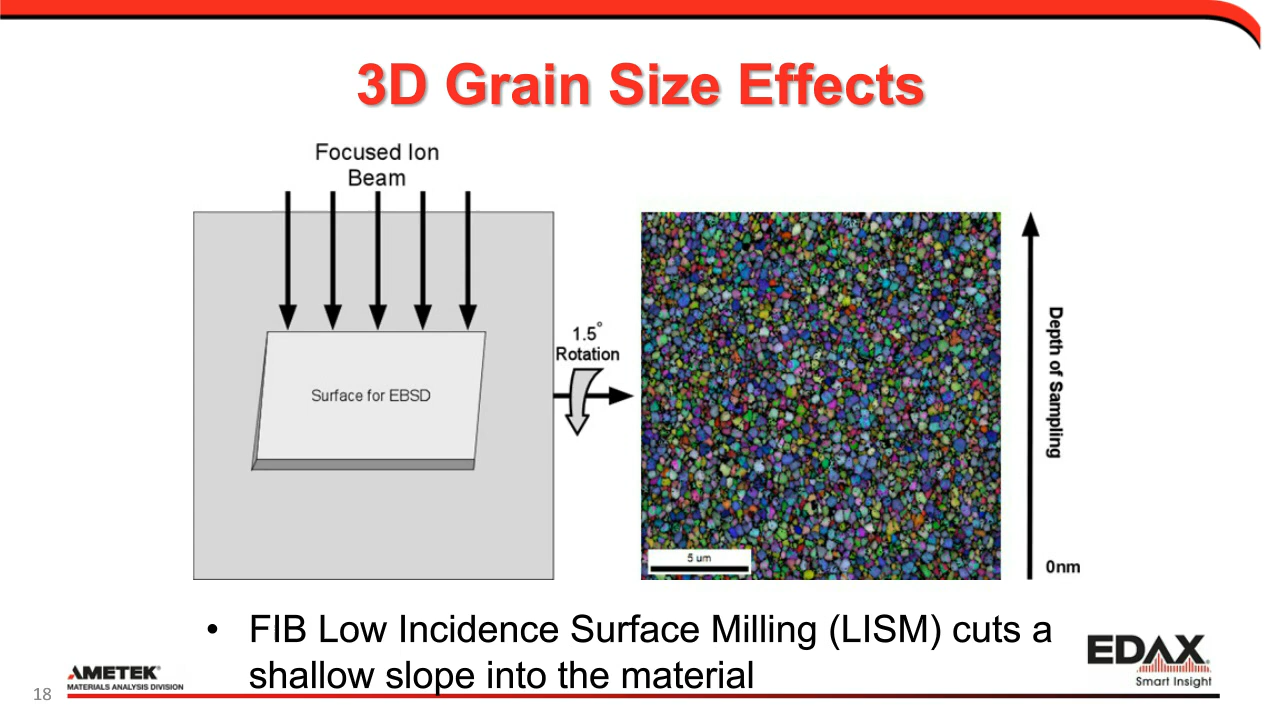 3D Grain Size Effects
Focused Ion
Beam
Surface for EBSD
1.5°
Rotation
5 um
Depth of Sampling
0nm
• FIB Low Incidence Surface Milling (LISM) cuts a
shallow slope into the material
18
AMETEK®
MATERIALS ANALYSIS DIVISION
EDAX
Smart Insight